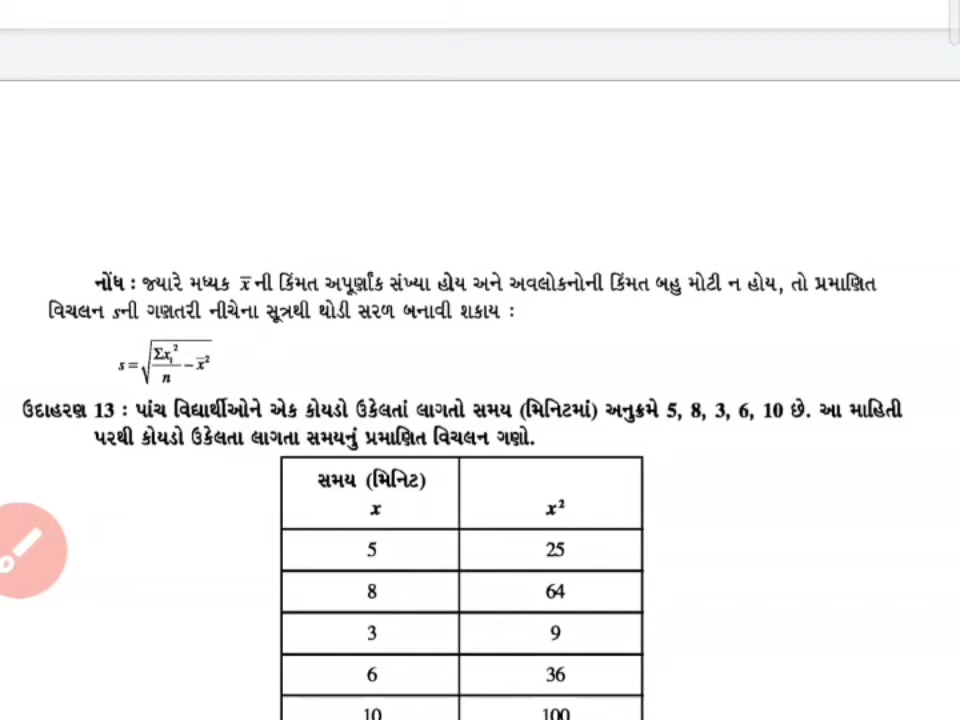 નોંધ : જ્યારે મધ્યક x̄ ની કિંમત અપૂર્ણાંક સંખ્યા હોય અને અવલોકનોની કિંમત બહુ મોટી ન હોય, તો પ્રમાણિત
વિચલન sની ગણતરી નીચેના સૂત્રથી થોડી સરળ બનાવી શકાય :
s = √(Σxᵢ²/n − x̄²)
ઉદાહરણ 13 : પાંચ વિદ્યાર્થીઓને એક કોયડો ઉકેલતાં લાગતો સમય (મિનિટમાં) અનુક્રમે 5, 8, 3, 6, 10 છે. આ માહિતી
પરથી કોયડો ઉકેલતા લાગતા સમયનું પ્રમાણિત વિચલન ગણો.
સમય (મિનિટ)
x x²
5 25
8 64
3 9
6 36
10 100